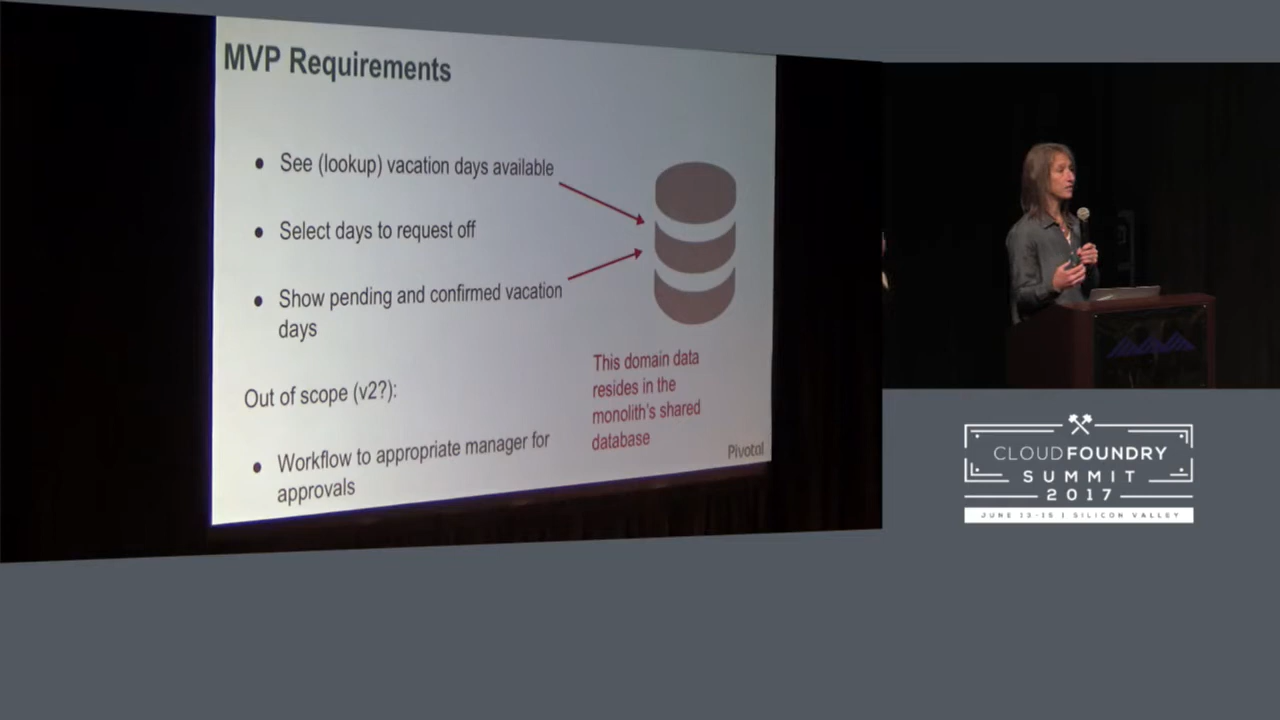 MVP Requirements
● See (lookup) vacation days available
● Select days to request off
● Show pending and confirmed vacation
days
Out of scope (v2?):
● Workflow to appropriate manager for
approvals
This domain data
resides in the
monolith's shared
database
Pivotal
CLOUD FOUNDRY
SUMMIT
2017
JUNE 13-15 | SILICON VALLEY